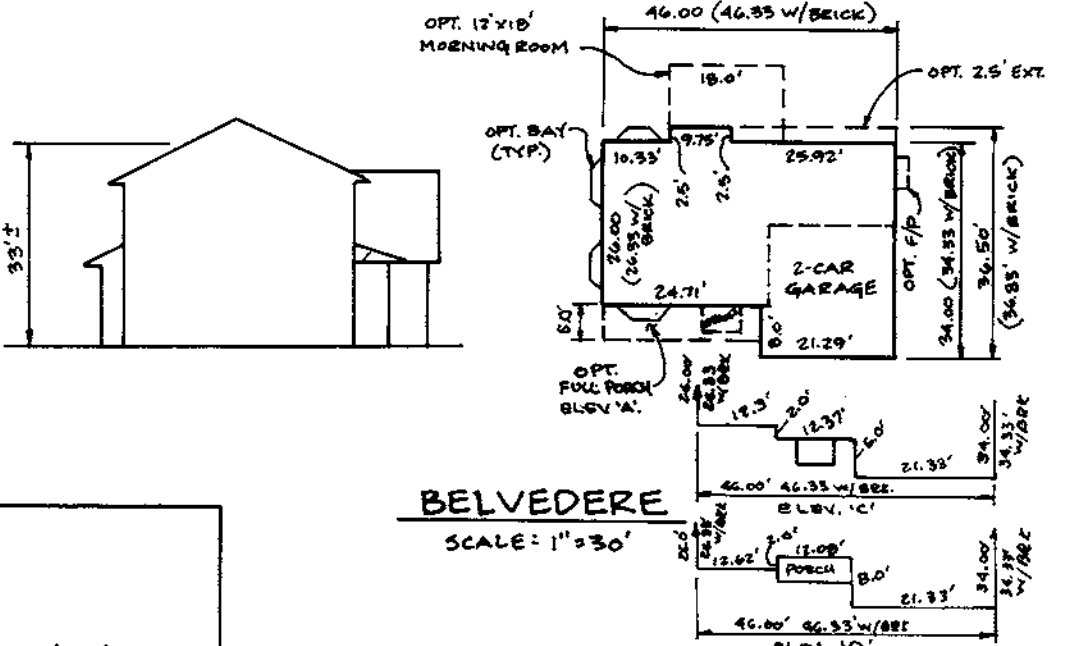 46.00 (46.33 W/BRICK)
OPT. 12'X18'
MORNING ROOM
18.0'
OPT. 2.5' EXT.
OPT. BAY
(TYP.)
10.33'
9.75'
25.92'
2.5'
2.5'
26.00
(26.33 W/
BRICK)
33'±
2-CAR
GARAGE
OPT. F/P
34.00 (34.33 W/BRICK)
36.50'
(36.83' W/BRICK)
24.71'
6.0'
8.0'
21.29'
OPT.
FULL PORCH
ELEV 'A'.
26.00'
26.33
W/BRK
12.3'
2.0'
12.37'
6.0'
21.33'
34.00'
34.33'
W/BRK
46.00' 46.33 W/BRK.
ELEV. 'C'
BELVEDERE
SCALE: 1"=30'
26.0'
W/BRK
12.62'
2.0'
12.08'
PORCH
8.0'
21.33'
34.00'
34.33'
W/BRK
46.00' 46.33'W/BRK